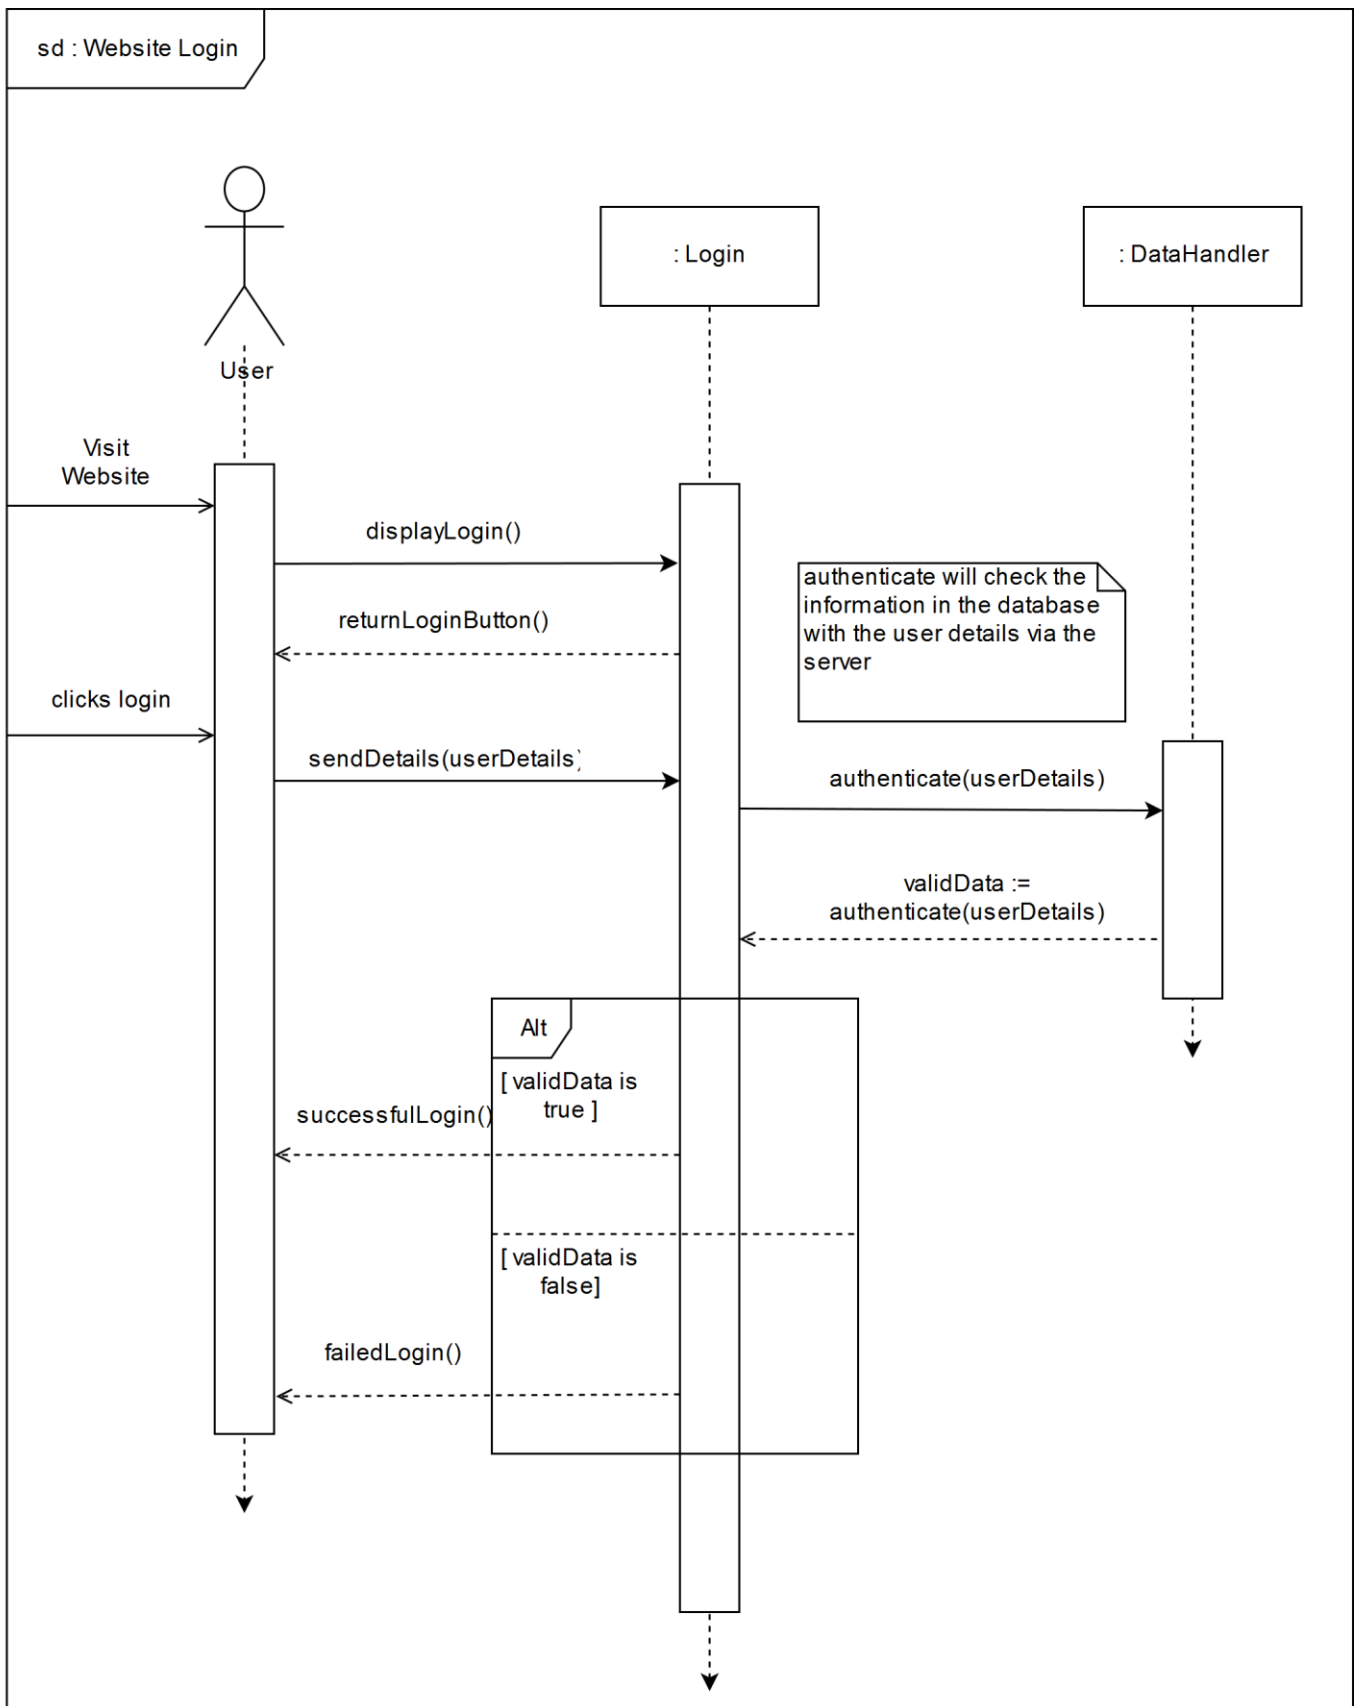 sd : Website Login
: Login
: DataHandler
User
Visit
Website
displayLogin()
authenticate will check the
information in the database
with the user details via the
server
returnLoginButton()
clicks login
sendDetails(userDetails)
authenticate(userDetails)
validData :=
authenticate(userDetails)
Alt
[ validData is
true ]
successfulLogin()
[ validData is
false]
failedLogin()